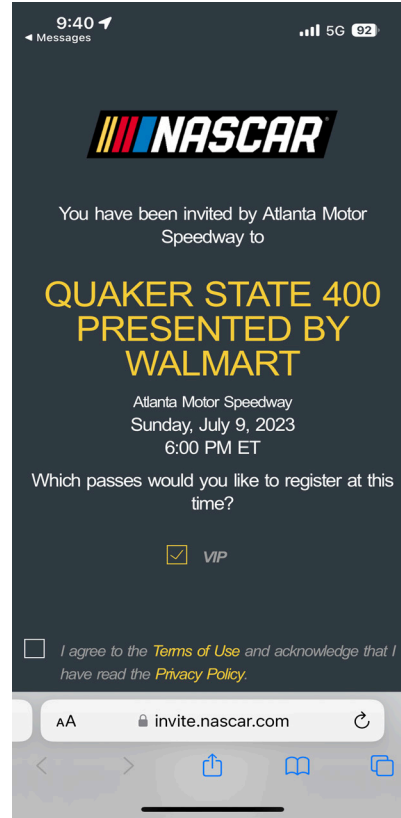 9:40
◀ Messages
5G 92
NASCAR
You have been invited by Atlanta Motor
Speedway to
QUAKER STATE 400
PRESENTED BY
WALMART
Atlanta Motor Speedway
Sunday, July 9, 2023
6:00 PM ET
Which passes would you like to register at this
time?
VIP
I agree to the Terms of Use and acknowledge that I
have read the Privacy Policy.
AA
invite.nascar.com